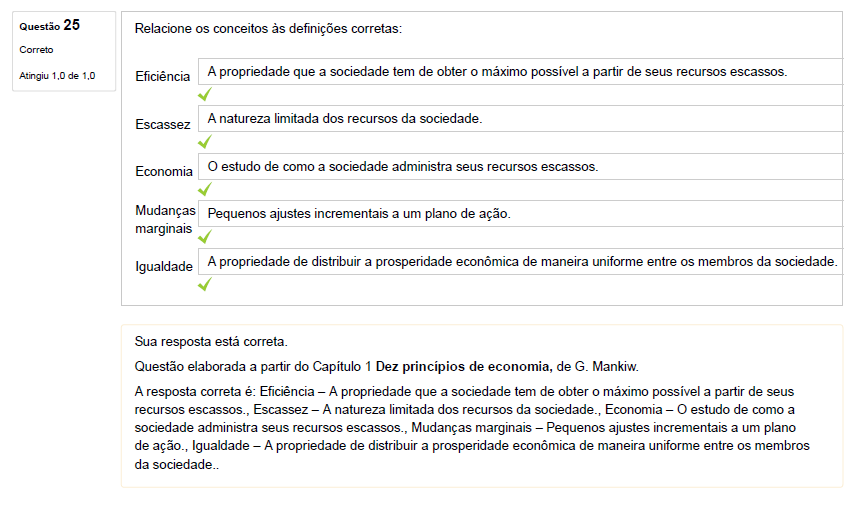 Questão 25
Correto
Atingiu 1,0 de 1,0
Relacione os conceitos às definições corretas:
Eficiência
A propriedade que a sociedade tem de obter o máximo possível a partir de seus recursos escassos.
Escassez
A natureza limitada dos recursos da sociedade.
Economia
O estudo de como a sociedade administra seus recursos escassos.
Mudanças
marginais
Pequenos ajustes incrementais a um plano de ação.
Igualdade
A propriedade de distribuir a prosperidade econômica de maneira uniforme entre os membros da sociedade.
Sua resposta está correta.
Questão elaborada a partir do Capítulo 1 Dez princípios de economia, de G. Mankiw.
A resposta correta é: Eficiência – A propriedade que a sociedade tem de obter o máximo possível a partir de seus
recursos escassos., Escassez – A natureza limitada dos recursos da sociedade., Economia – O estudo de como a
sociedade administra seus recursos escassos., Mudanças marginais – Pequenos ajustes incrementais a um plano
de ação., Igualdade – A propriedade de distribuir a prosperidade econômica de maneira uniforme entre os membros
da sociedade..